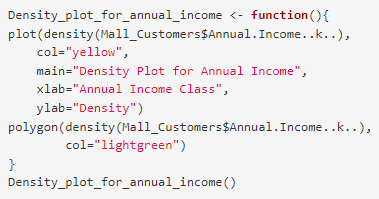 Density_plot_for_annual_income <- function(){
plot(density(Mall_Customers$Annual.Income..k..),
     col="yellow",
     main="Density Plot for Annual Income",
     xlab="Annual Income Class",
     ylab="Density")
polygon(density(Mall_Customers$Annual.Income..k..),
        col="lightgreen")
}
Density_plot_for_annual_income()